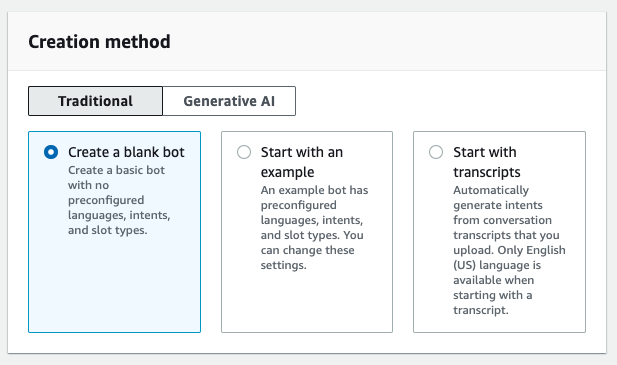 Creation method
Traditional
Generative AI
Create a blank bot
Create a basic bot
with no
preconfigured
languages, intents,
and slot types.
Start with an
example
An example bot has
preconfigured
languages, intents,
and slot types. You
can change these
settings.
Start with
transcripts
Automatically
generate intents
from conversation
transcripts that you
upload. Only English
(US) language is
available when
starting with a
transcript.